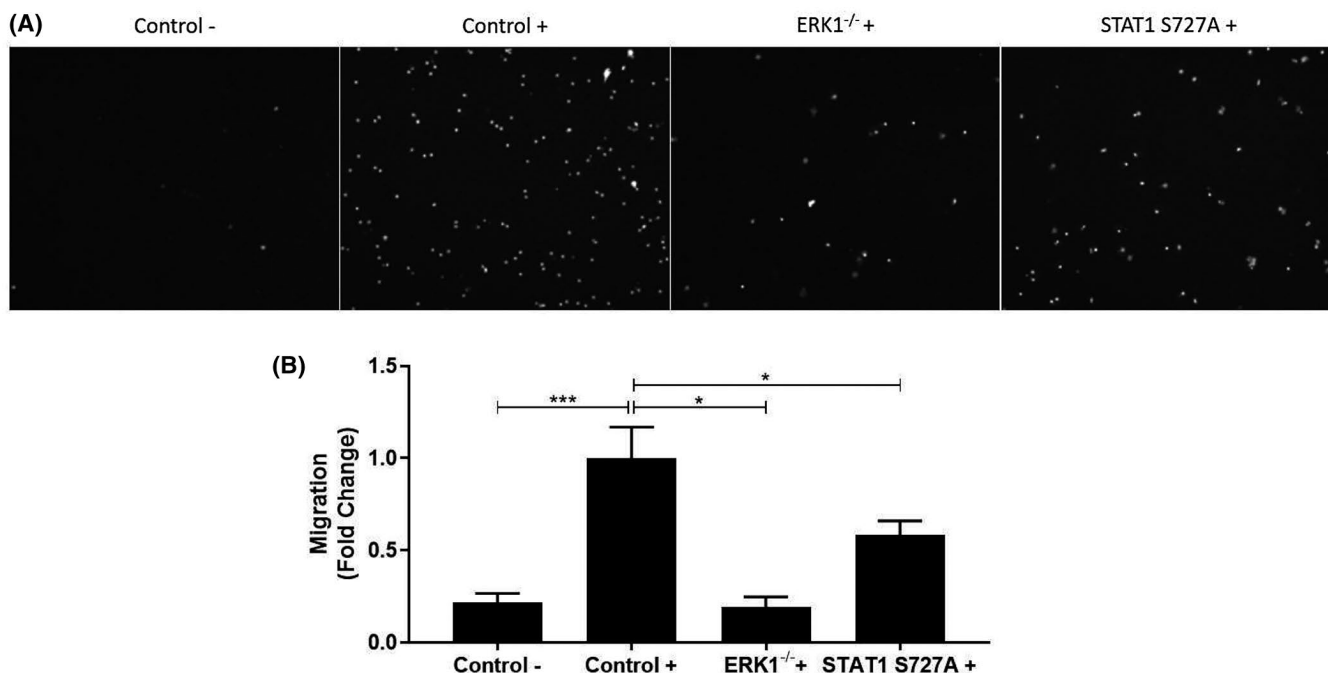 (A)
Control - Control + ERK1⁻/⁻ + STAT1 S727A +
(B)
Migration
(Fold Change)
1.5
1.0
0.5
0.0
*
*** *
Control - Control + ERK1⁻/⁻+ STAT1 S727A +